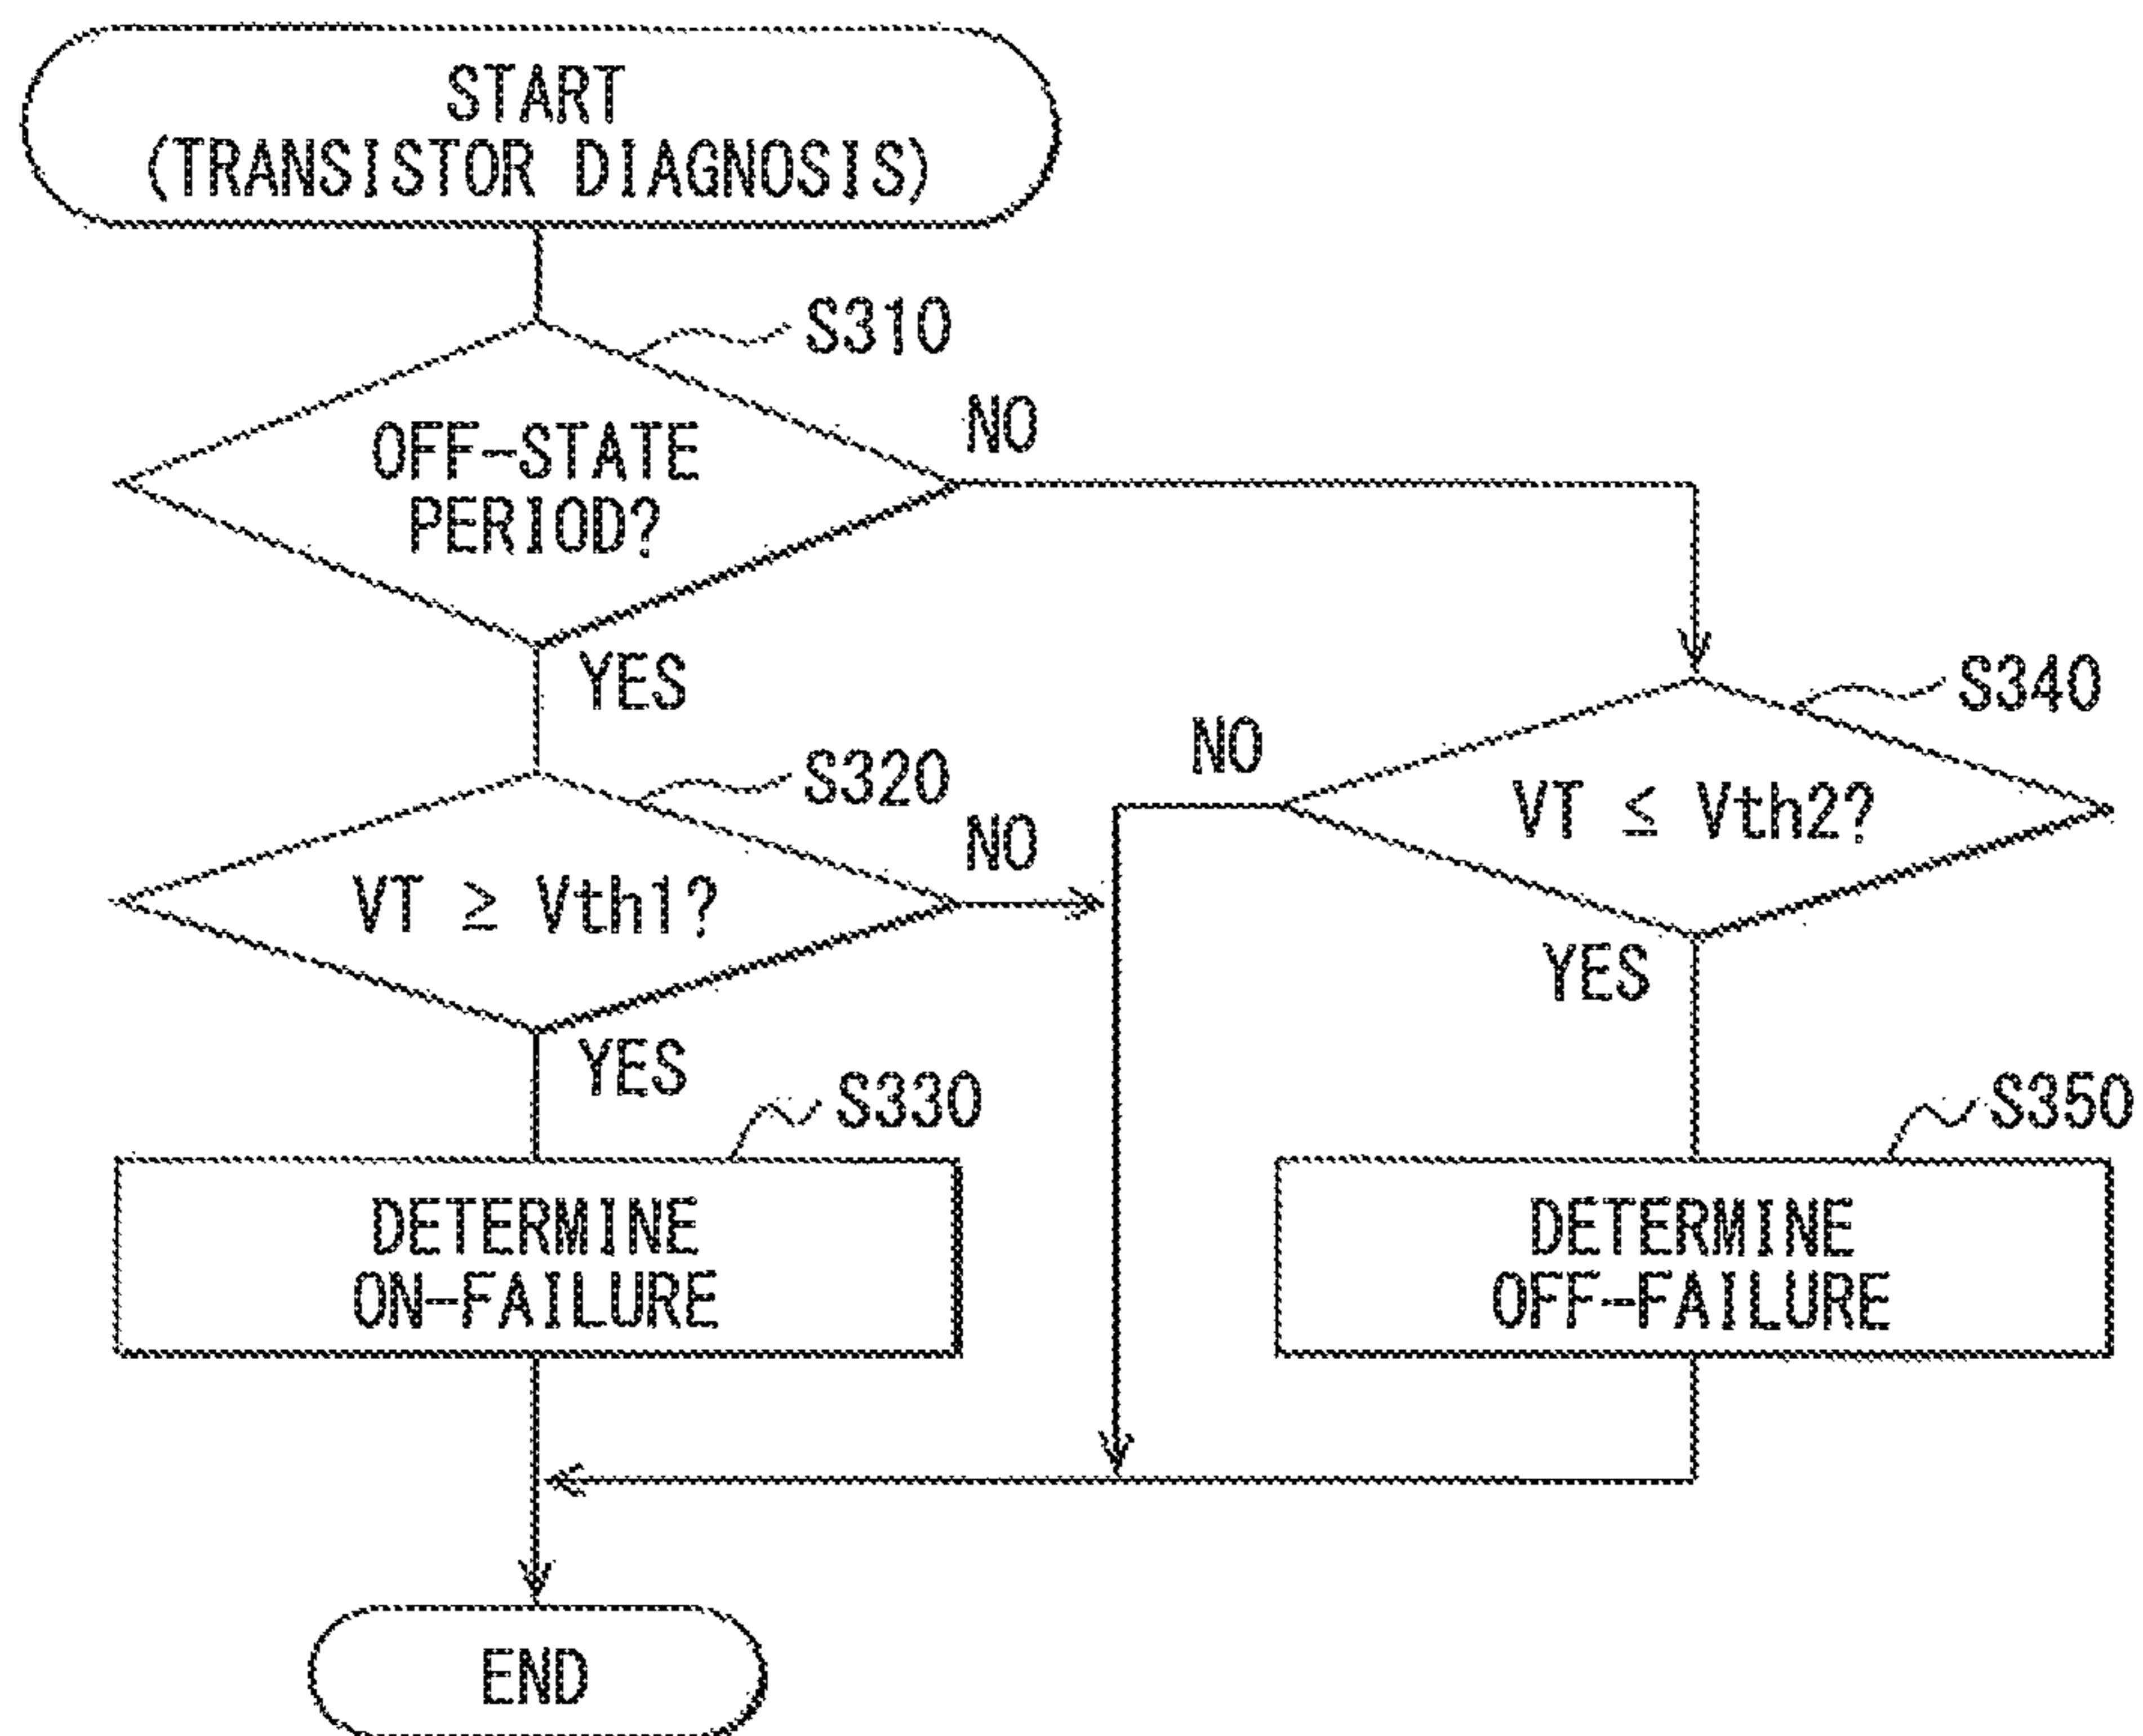 START
(TRANSISTOR DIAGNOSIS)
S310
OFF-STATE
PERIOD?
NO
YES
S320
VT ≥ Vth1?
NO
YES
S330
DETERMINE
ON-FAILURE
S340
NO
VT ≤ Vth2?
YES
S350
DETERMINE
OFF-FAILURE
END